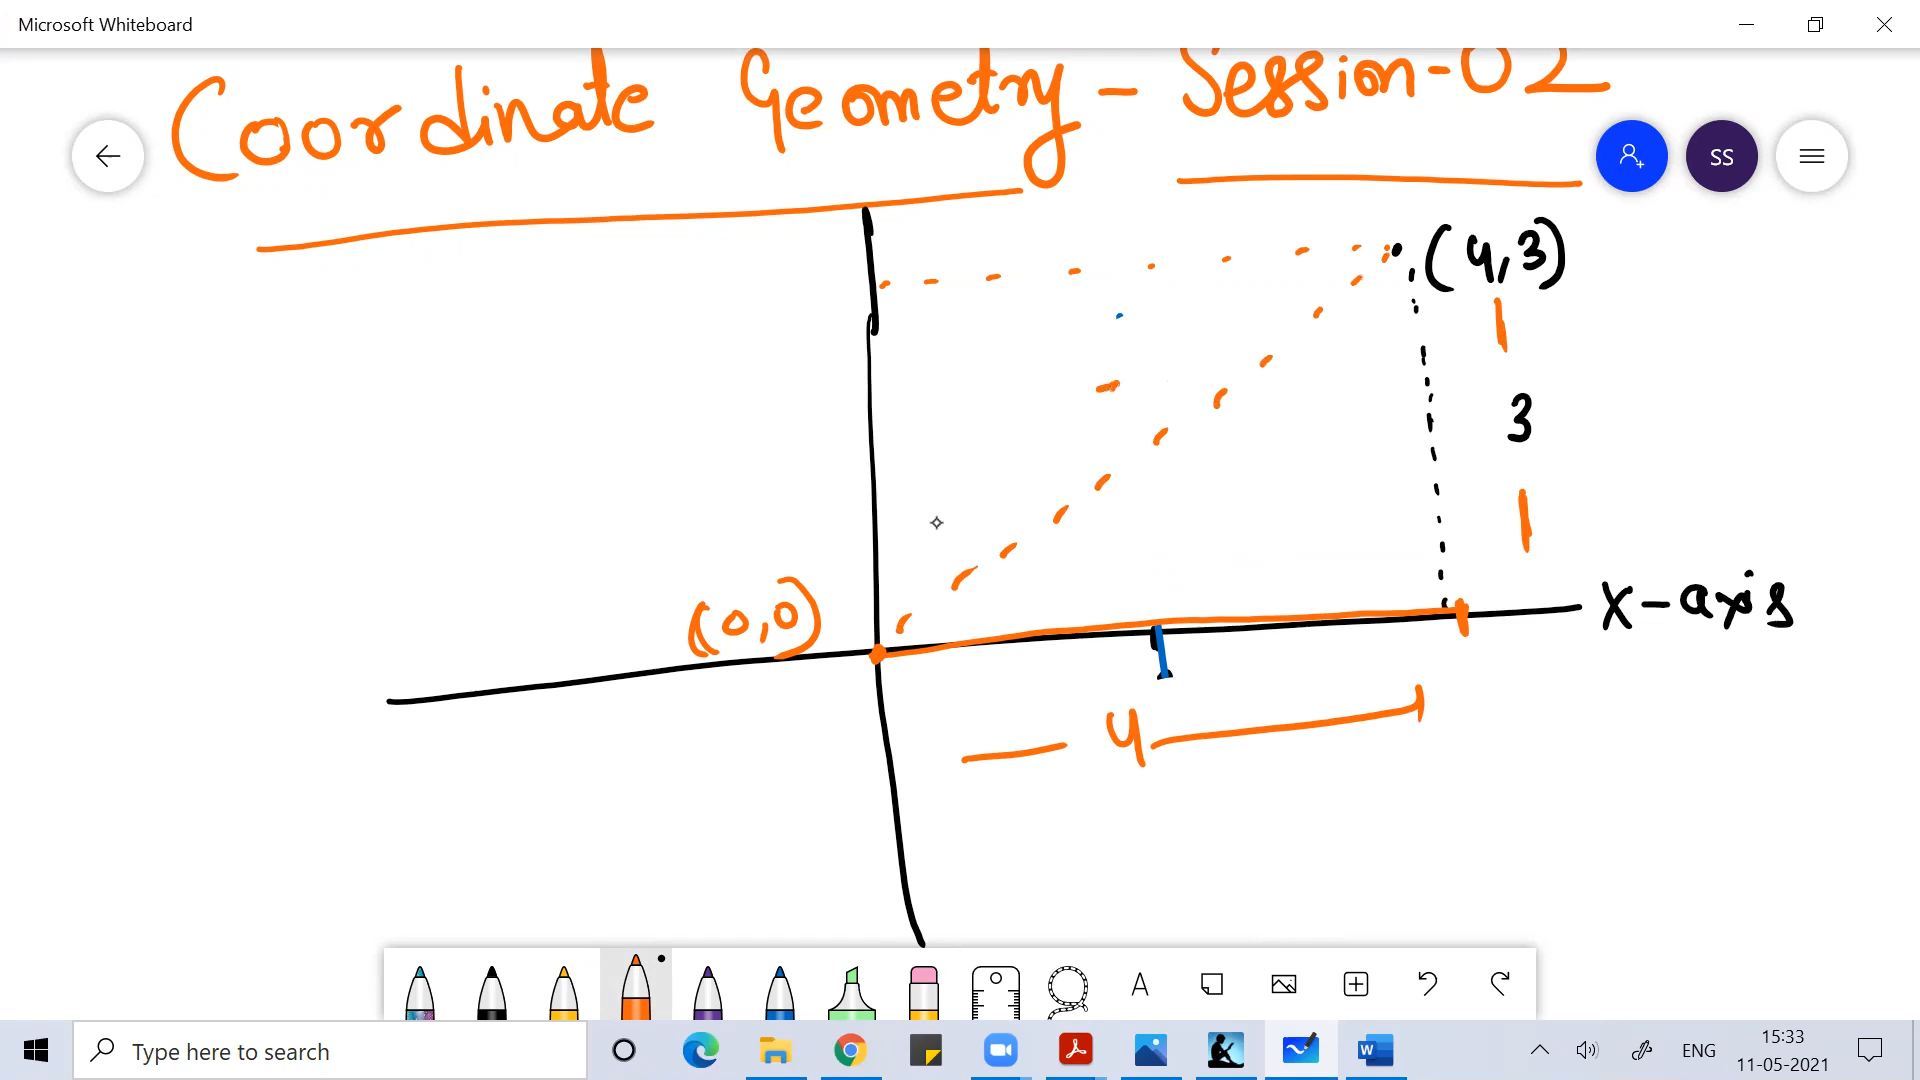 Microsoft Whiteboard
Coordinate Geometry - Session-02
SS
(4,3)
3
(0,0)
X-axis
4
A
Type here to search
W
ENG
15:33
11-05-2021